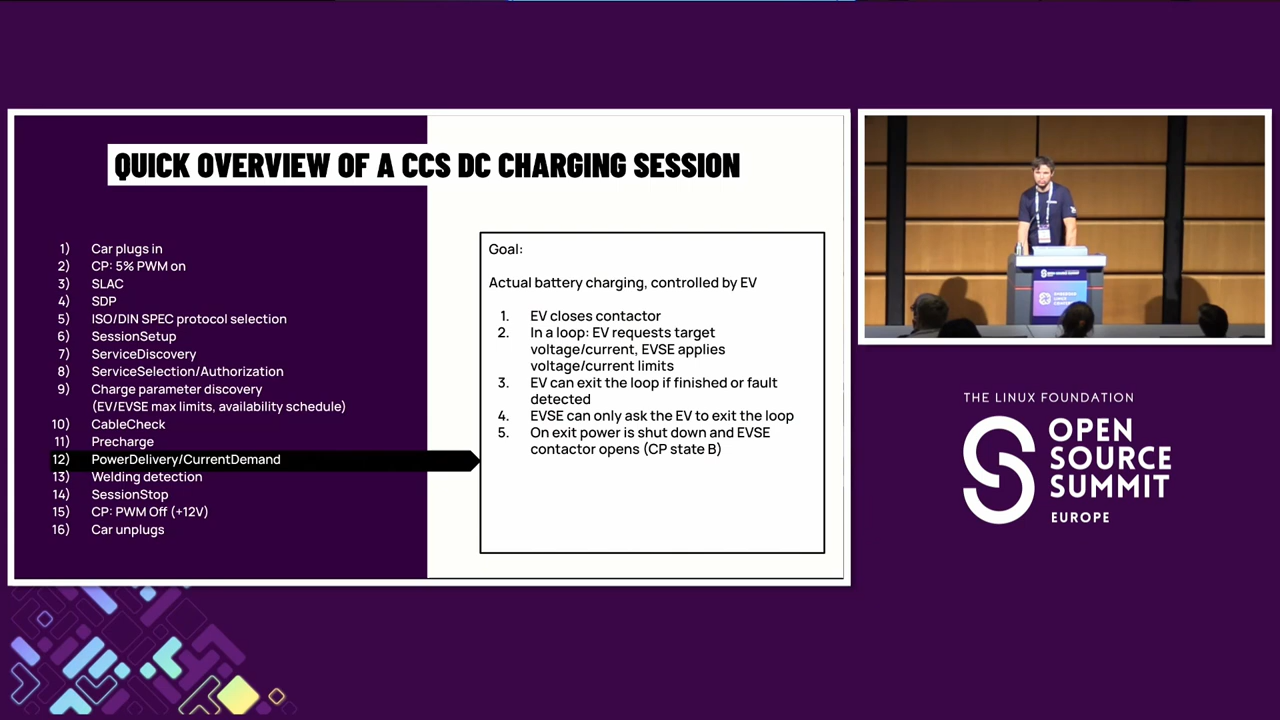 QUICK OVERVIEW OF A CCS DC CHARGING SESSION
1) Car plugs in
2) CP: 5% PWM on
3) SLAC
4) SDP
5) ISO/DIN SPEC protocol selection
6) SessionSetup
7) ServiceDiscovery
8) ServiceSelection/Authorization
9) Charge parameter discovery
(EV/EVSE max limits, availability schedule)
10) CableCheck
11) Precharge
12) PowerDelivery/CurrentDemand
13) Welding detection
14) SessionStop
15) CP: PWM Off (+12V)
16) Car unplugs
Goal:
Actual battery charging, controlled by EV
1. EV closes contactor
2. In a loop: EV requests target
voltage/current, EVSE applies
voltage/current limits
3. EV can exit the loop if finished or fault
detected
4. EVSE can only ask the EV to exit the loop
5. On exit power is shut down and EVSE
contactor opens (CP state B)
THE LINUX FOUNDATION
OPEN
SOURCE
SUMMIT
EUROPE